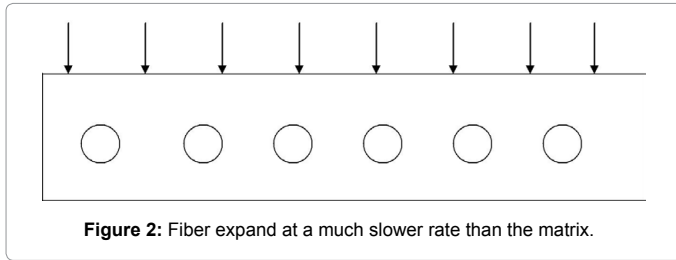 Figure 2: Fiber expand at a much slower rate than the matrix.